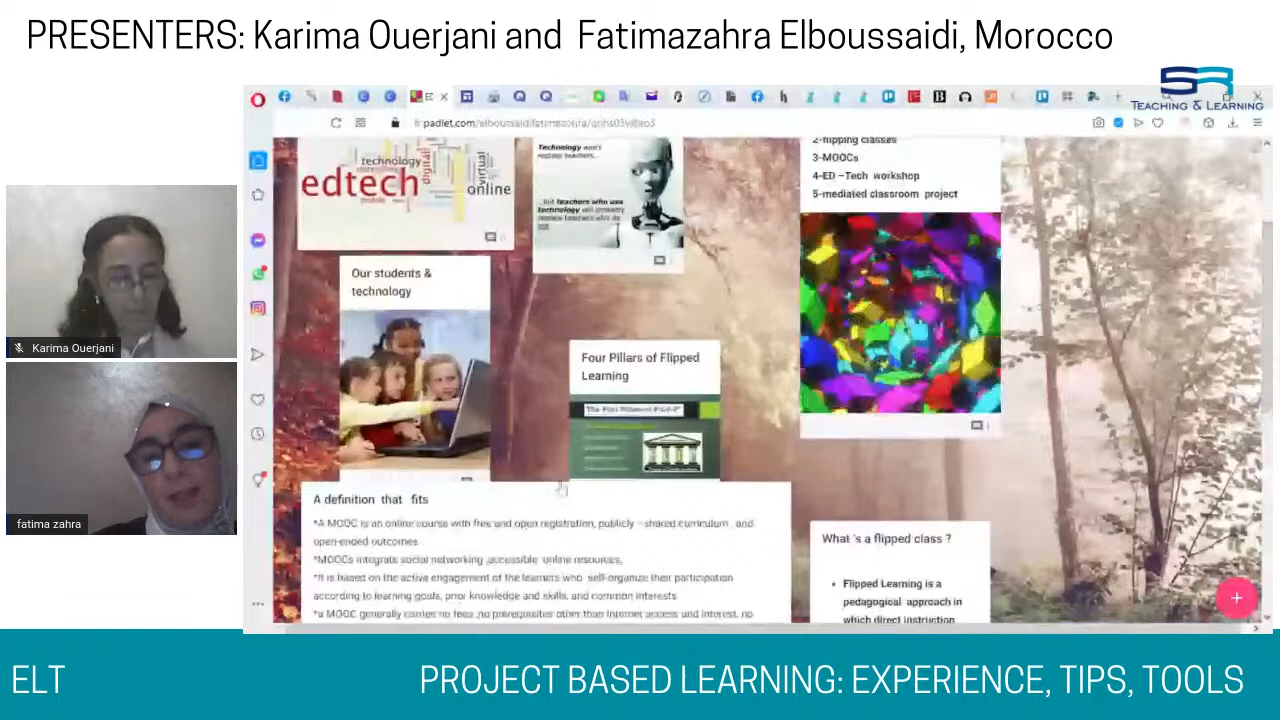 PRESENTERS: Karima Ouerjani and Fatimazahra Elboussaidi, Morocco
SR
TEACHING & LEARNING
technology
digital
virtual
edtech
online
Technology won't
replace teachers...
...but teachers who use
technology will probably
replace teachers who do
not
2-flipping classes
3-MOOCs
4-ED -Tech workshop
5-mediated classroom project
Our students &
technology
Four Pillars of Flipped
Learning
A definition that fits
*A MOOC is an online course with free and open registration, publicly -shared curriculum and
open-ended outcomes
*MOOCs integrate social networking ,accessible online resources,
*It is based on the active engagement of the learners who self-organize their participation
according to learning goals, prior knowledge and skills, and common interests
*a MOOC generally carries no fees ,no prerequisites other than Internet access and interest, no
What 's a flipped class ?
• Flipped Learning is a
pedagogical approach in
which direct instruction
Karima Ouerjani
fatima zahra
ELT
PROJECT BASED LEARNING: EXPERIENCE, TIPS, TOOLS